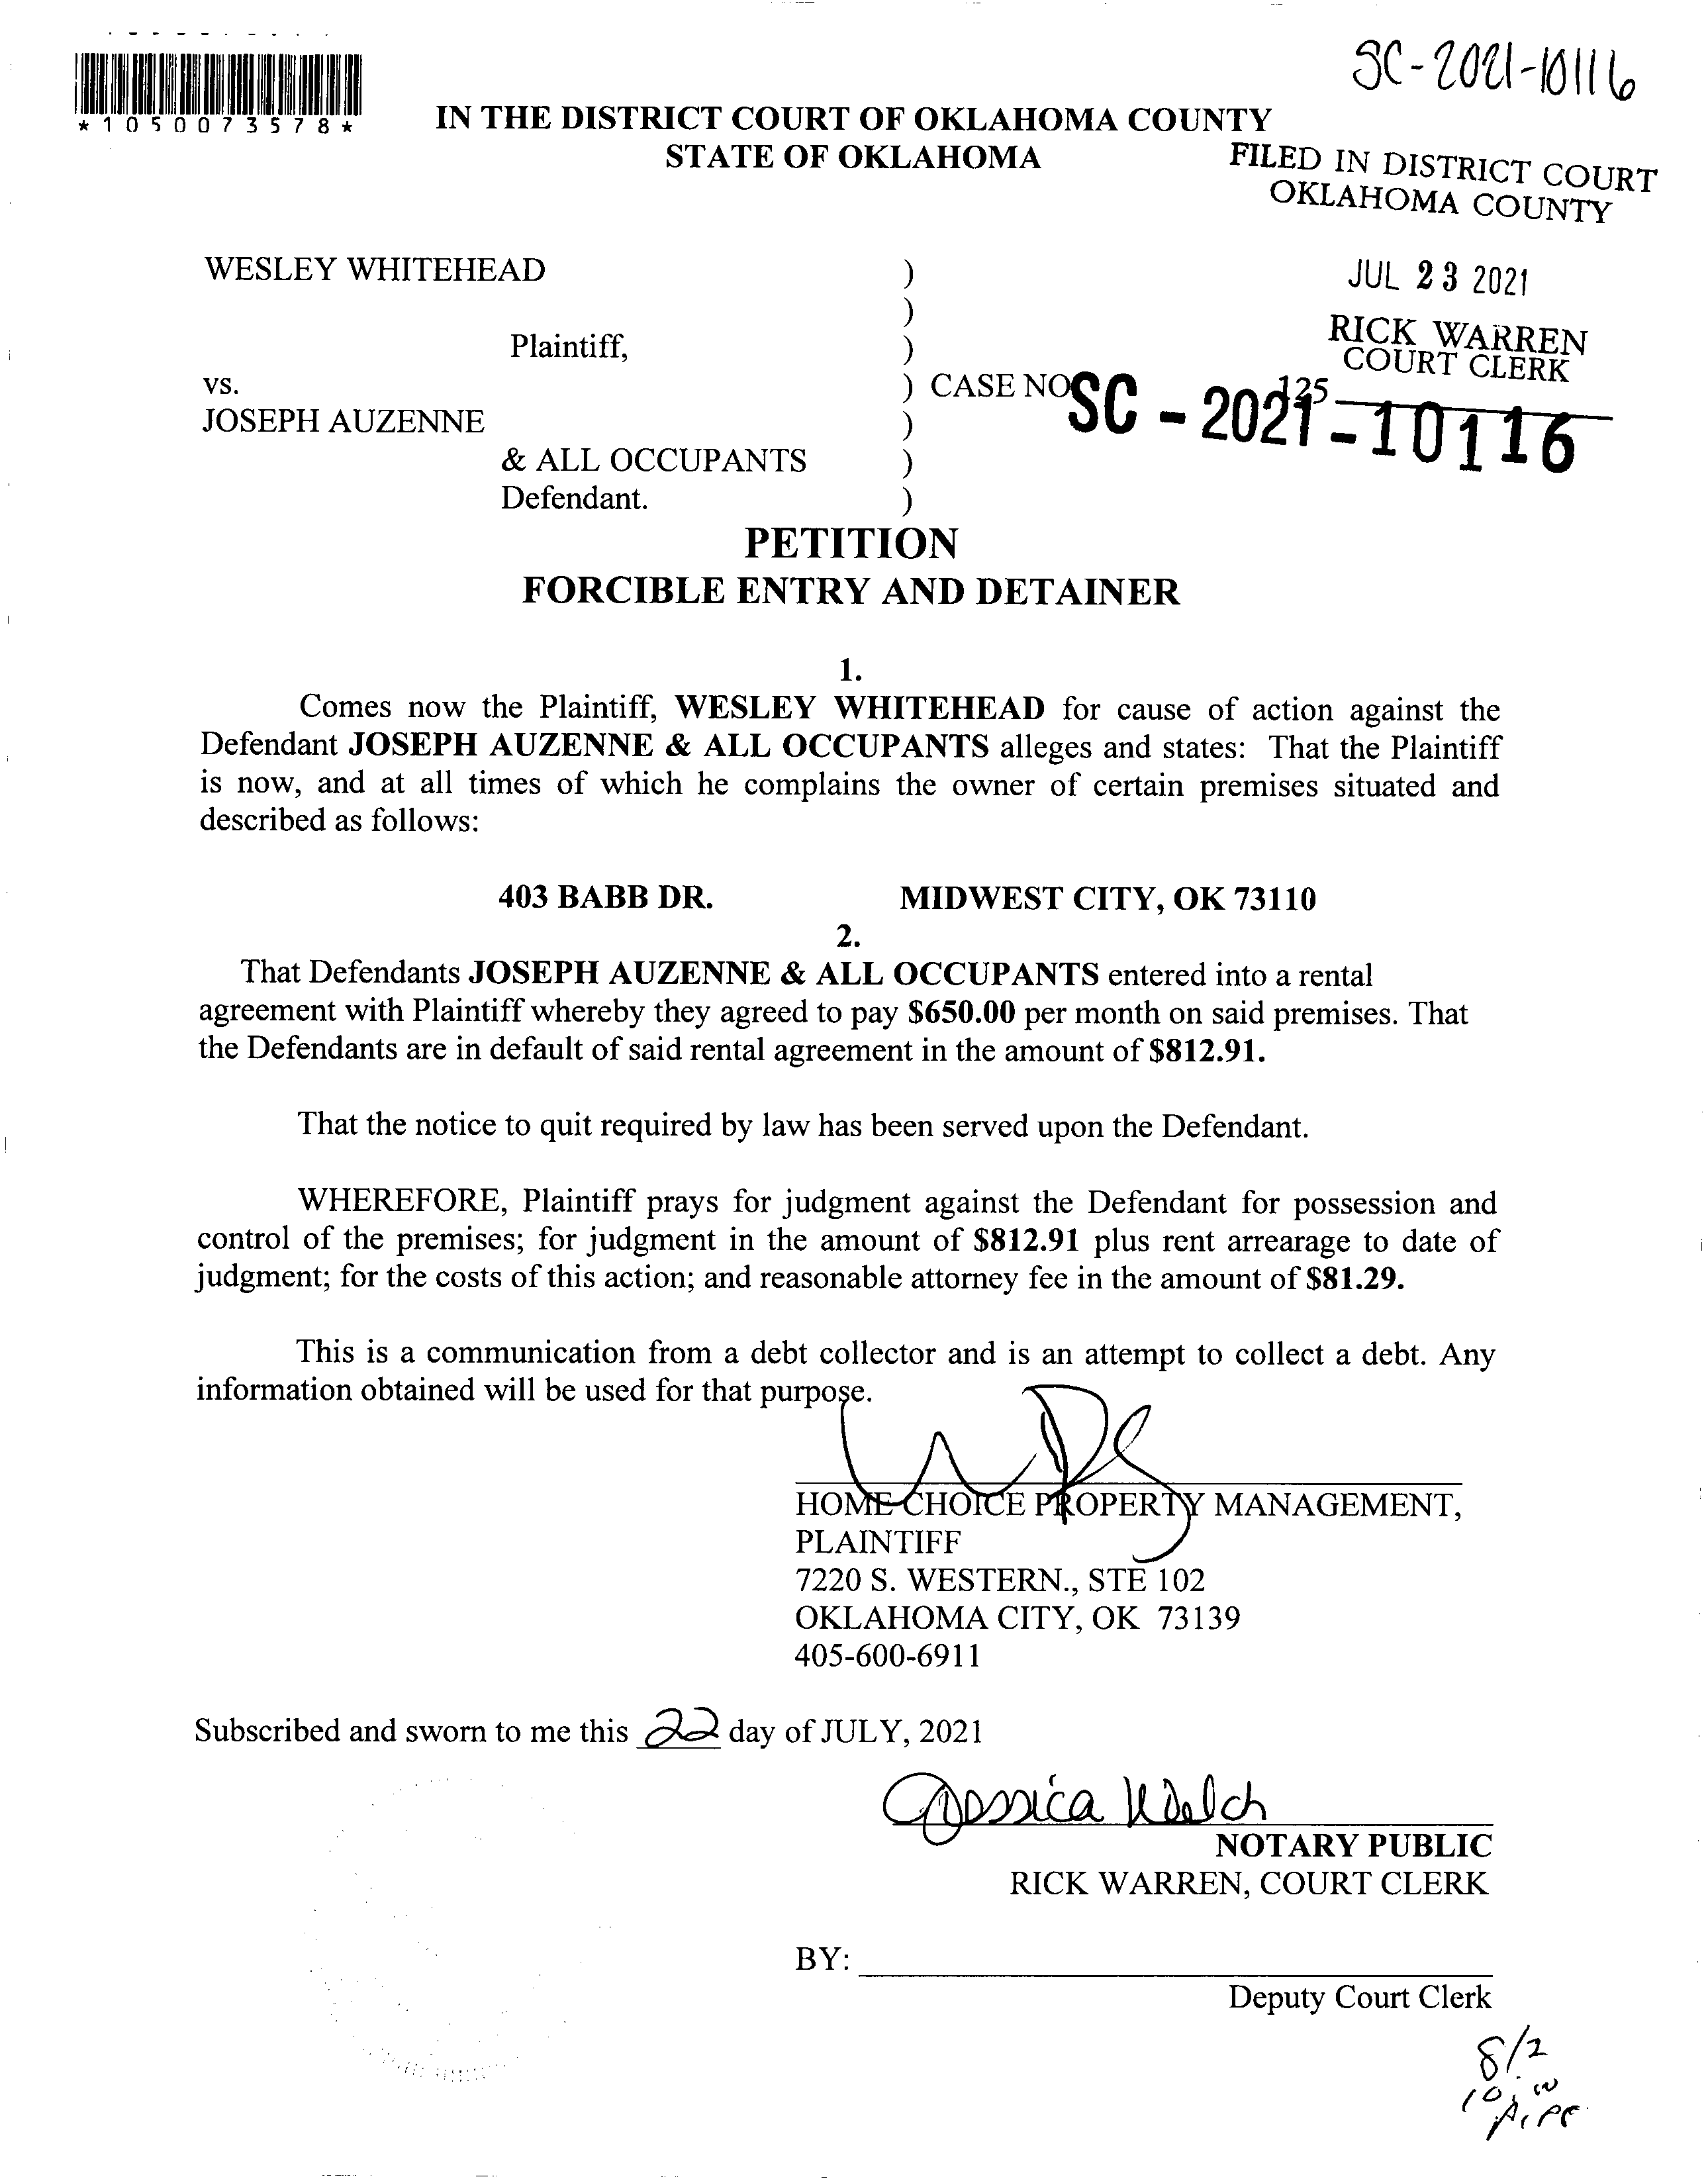 SC-2021-10116
*1050073578*
IN THE DISTRICT COURT OF OKLAHOMA COUNTY
STATE OF OKLAHOMA
FILED IN DISTRICT COURT
OKLAHOMA COUNTY
WESLEY WHITEHEAD )
JUL 23 2021
)
Plaintiff, )
RICK WARREN
COURT CLERK
vs. ) CASE NO SC - 2021 - 10116
125
JOSEPH AUZENNE )
& ALL OCCUPANTS )
Defendant. )
PETITION
FORCIBLE ENTRY AND DETAINER
1.
Comes now the Plaintiff, WESLEY WHITEHEAD for cause of action against the
Defendant JOSEPH AUZENNE & ALL OCCUPANTS alleges and states: That the Plaintiff
is now, and at all times of which he complains the owner of certain premises situated and
described as follows:
403 BABB DR. MIDWEST CITY, OK 73110
2.
That Defendants JOSEPH AUZENNE & ALL OCCUPANTS entered into a rental
agreement with Plaintiff whereby they agreed to pay $650.00 per month on said premises. That
the Defendants are in default of said rental agreement in the amount of $812.91.
That the notice to quit required by law has been served upon the Defendant.
WHEREFORE, Plaintiff prays for judgment against the Defendant for possession and
control of the premises; for judgment in the amount of $812.91 plus rent arrearage to date of
judgment; for the costs of this action; and reasonable attorney fee in the amount of $81.29.
This is a communication from a debt collector and is an attempt to collect a debt. Any
information obtained will be used for that purpose.
HOME CHOICE PROPERTY MANAGEMENT,
PLAINTIFF
7220 S. WESTERN., STE 102
OKLAHOMA CITY, OK 73139
405-600-6911
Subscribed and sworn to me this 22 day of JULY, 2021
Jessica Welch
NOTARY PUBLIC
RICK WARREN, COURT CLERK
BY:
Deputy Court Clerk
8/2